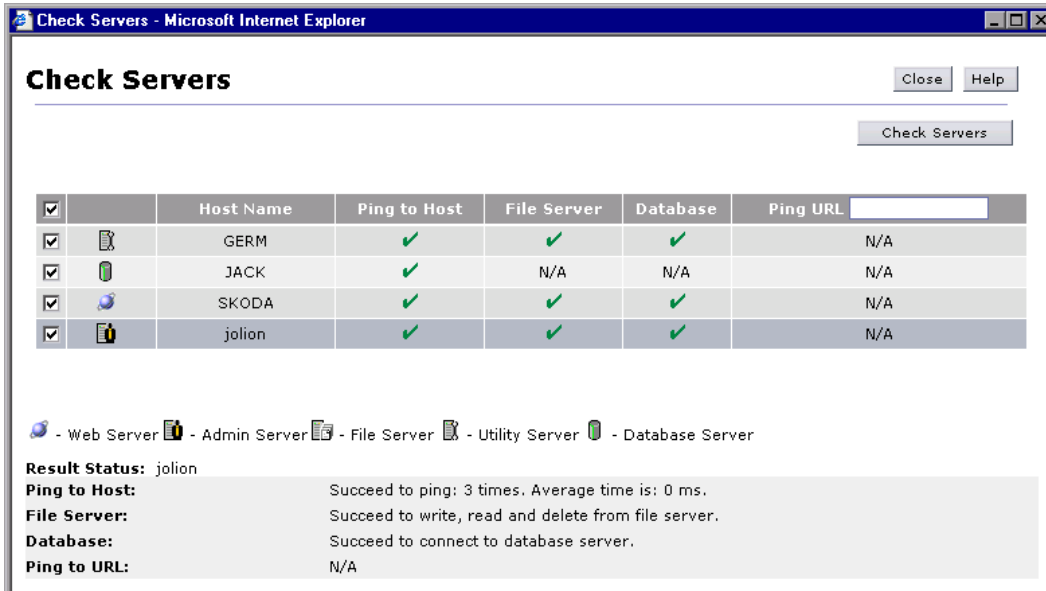 Check Servers - Microsoft Internet Explorer
Check Servers
Close Help
Check Servers
Host Name Ping to Host File Server Database Ping URL
GERM N/A
JACK N/A N/A N/A
SKODA N/A
jolion N/A
- Web Server - Admin Server - File Server - Utility Server - Database Server
Result Status: jolion
Ping to Host: Succeed to ping: 3 times. Average time is: 0 ms.
File Server: Succeed to write, read and delete from file server.
Database: Succeed to connect to database server.
Ping to URL: N/A